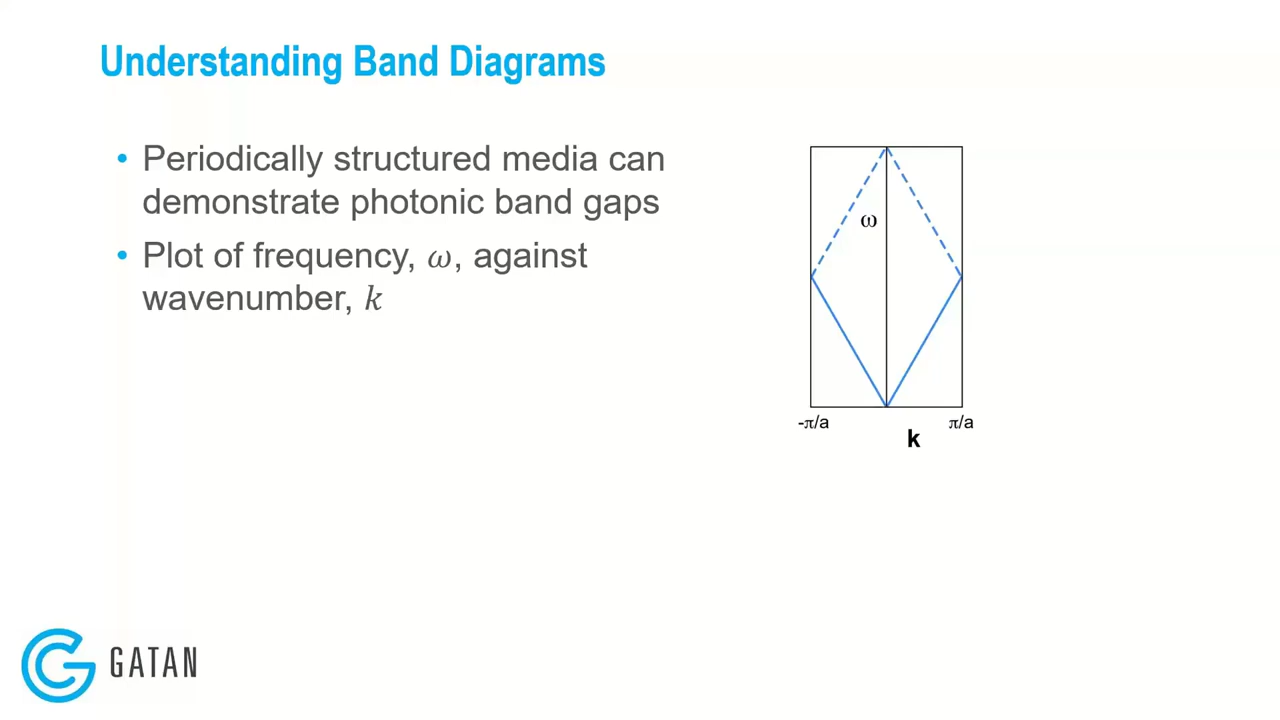 Understanding Band Diagrams
• Periodically structured media can
demonstrate photonic band gaps
• Plot of frequency, ω, against
wavenumber, k
ω
-π/a
π/a
k
GATAN